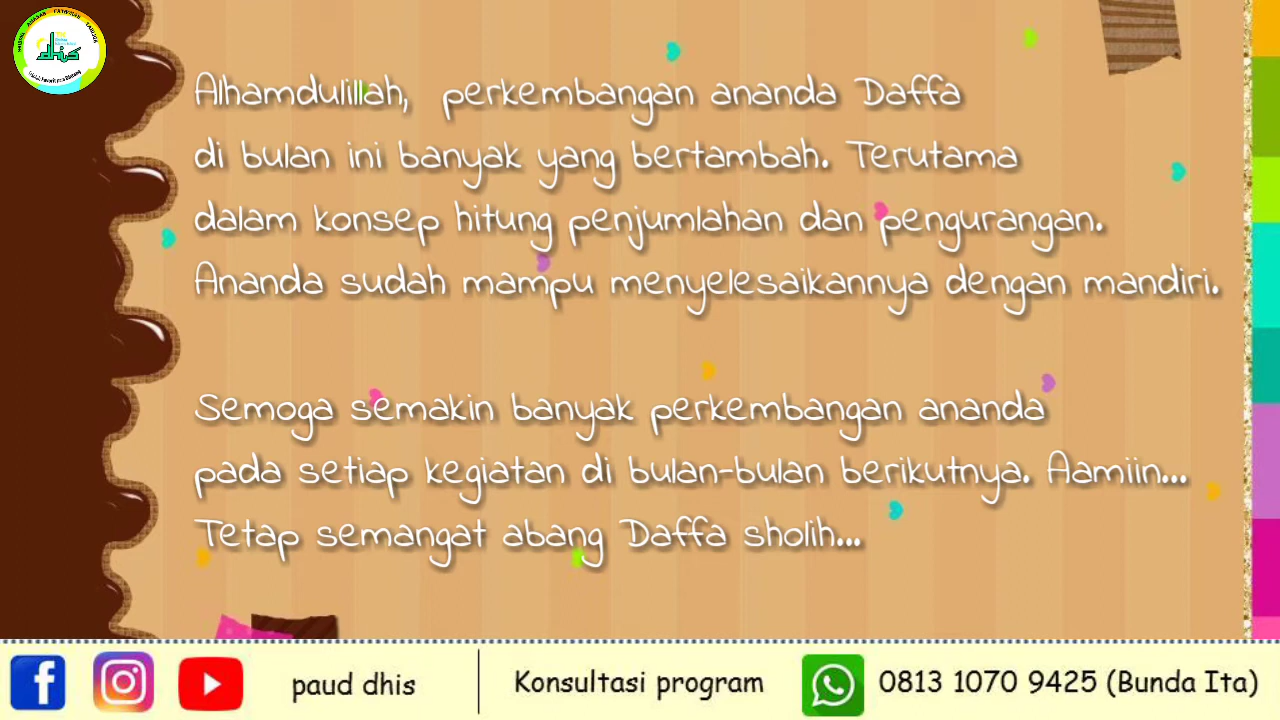 Alhamdulillah, perkembangan ananda Daffa
di bulan ini banyak yang bertambah. Terutama
dalam konsep hitung penjumlahan dan pengurangan.
Ananda sudah mampu menyelesaikannya dengan mandiri.
Semoga semakin banyak perkembangan ananda
pada setiap kegiatan di bulan-bulan berikutnya. Aamiin...
Tetap semangat abang Daffa sholih...
paud dhis
Konsultasi program
0813 1070 9425 (Bunda Ita)
dhis